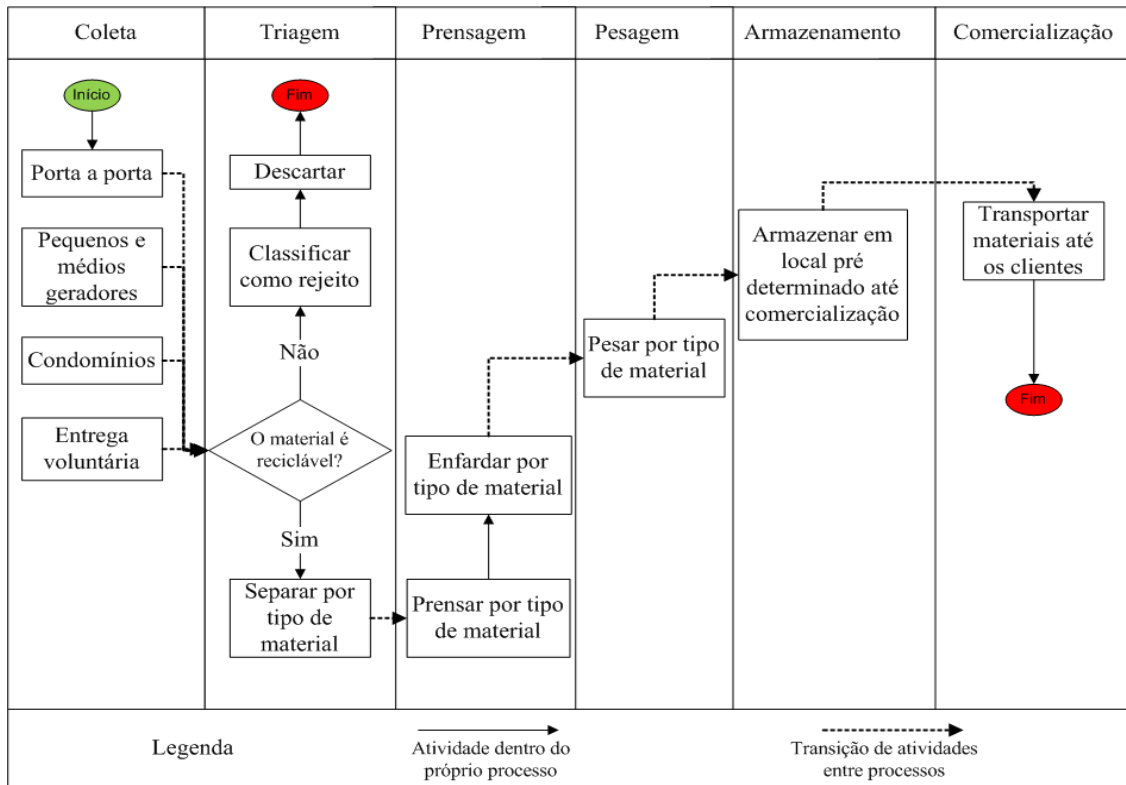 Coleta
Triagem
Prensagem
Pesagem
Armazenamento
Comercialização
Início
Porta a porta
Pequenos e
médios
geradores
Condomínios
Entrega
voluntária
Fim
Descartar
Classificar
como rejeito
Não
O material é
reciclável?
Sim
Separar por
tipo de
material
Enfardar por
tipo de material
Prensar por tipo
de material
Pesar por tipo
de material
Armazenar em
local pré
determinado até
comercialização
Transportar
materiais até
os clientes
Fim
Legenda
Atividade dentro do
próprio processo
Transição de atividades
entre processos